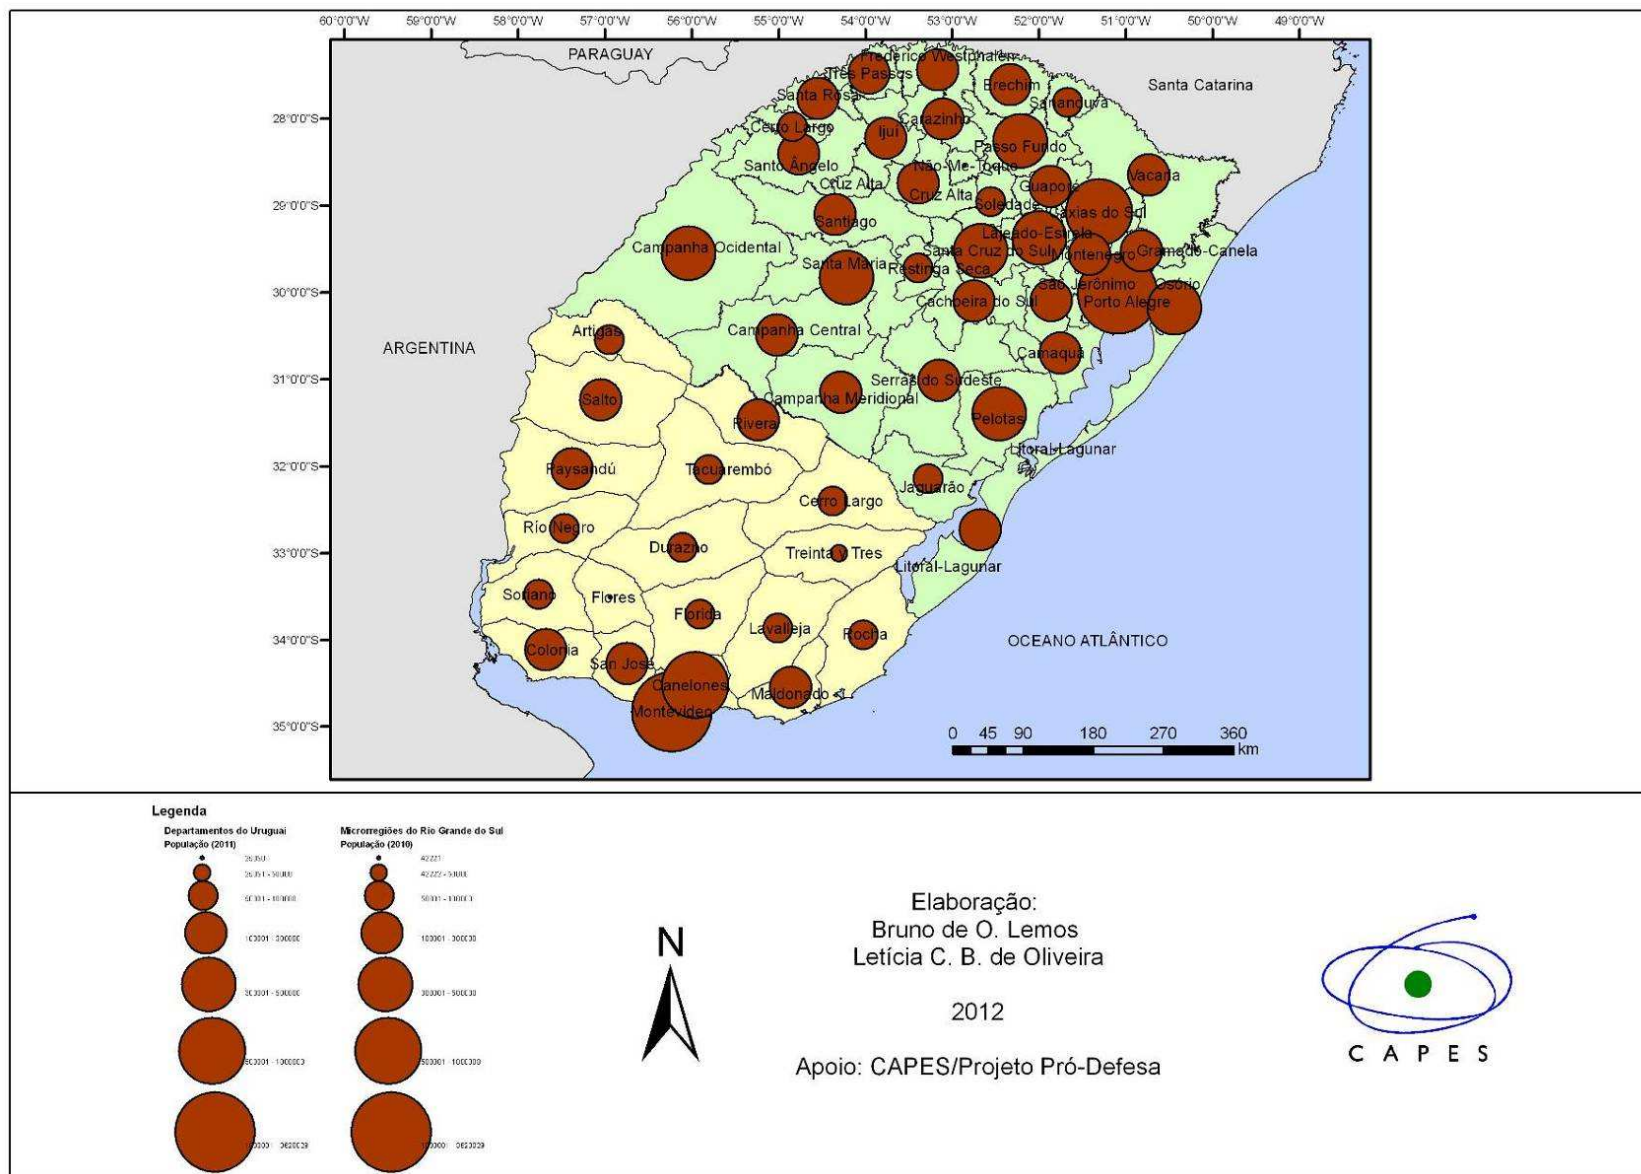 60°0'0"W 59°0'0"W 58°0'0"W 57°0'0"W 56°0'0"W 55°0'0"W 54°0'0"W 53°0'0"W 52°0'0"W 51°0'0"W 50°0'0"W 49°0'0"W
PARAGUAY
Frederico Westphalen
Três Passos
Erechim
Santa Catarina
Santa Rosa
Sananduva
28°0'0"S
Cerro Largo
Carazinho
Ijuí
Passo Fundo
Santo Ângelo
Não-Me-Toque
Vacaria
Cruz Alta
Guaporé
Cruz Alta
29°0'0"S
Soledade
Caxias do Sul
Santiago
Lajeado-Estrela
Campanha Ocidental
Santa Cruz do Sul
Montenegro
Gramado-Canela
Santa Maria
Restinga Seca
30°0'0"S
São Jerônimo
Osório
Cachoeira do Sul
Porto Alegre
Artigas
Campanha Central
ARGENTINA
Camaquã
31°0'0"S
Serras do Sudeste
Salto
Campanha Meridional
Rivera
Pelotas
Litoral-Lagunar
32°0'0"S
Paysandú
Tacuarembó
Jaguarão
Cerro Largo
Río Negro
33°0'0"S
Durazno
Treinta y Tres
Litoral-Lagunar
Soriano
Flores
Florida
Lavalleja
Rocha
34°0'0"S
OCEANO ATLÂNTICO
Colonia
San José
Canelones
Maldonado
Montevideo
35°0'0"S
0 45 90 180 270 360
km
Legenda
Departamentos do Uruguai
População (2011)
Microrregiões do Rio Grande do Sul
População (2010)
42221
N
Elaboração:
Bruno de O. Lemos
Letícia C. B. de Oliveira
2012
Apoio: CAPES/Projeto Pró-Defesa
CAPES